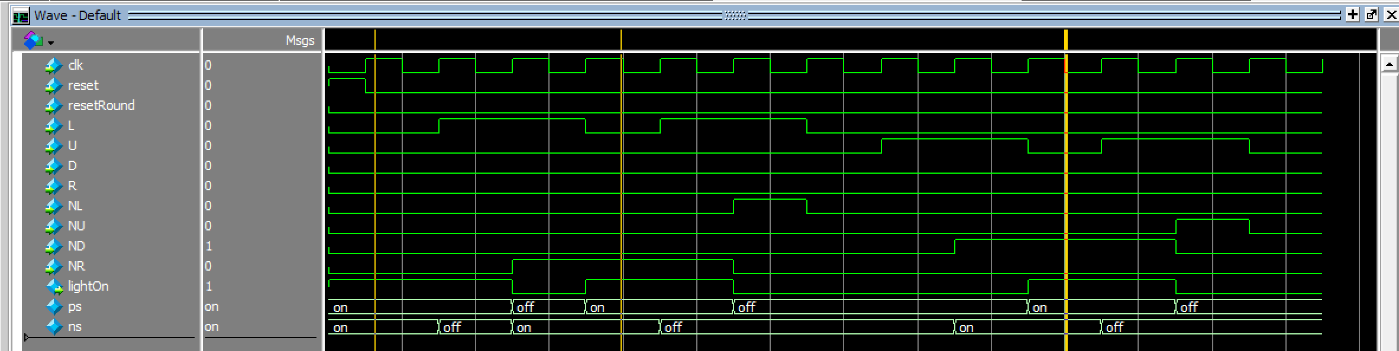 Wave - Default
Msgs
clk 0
reset 0
resetRound 0
L 0
U 0
D 0
R 0
NL 0
NU 0
ND 1
NR 0
lightOn 1
ps on on off on off on off
ns on on off on off on off